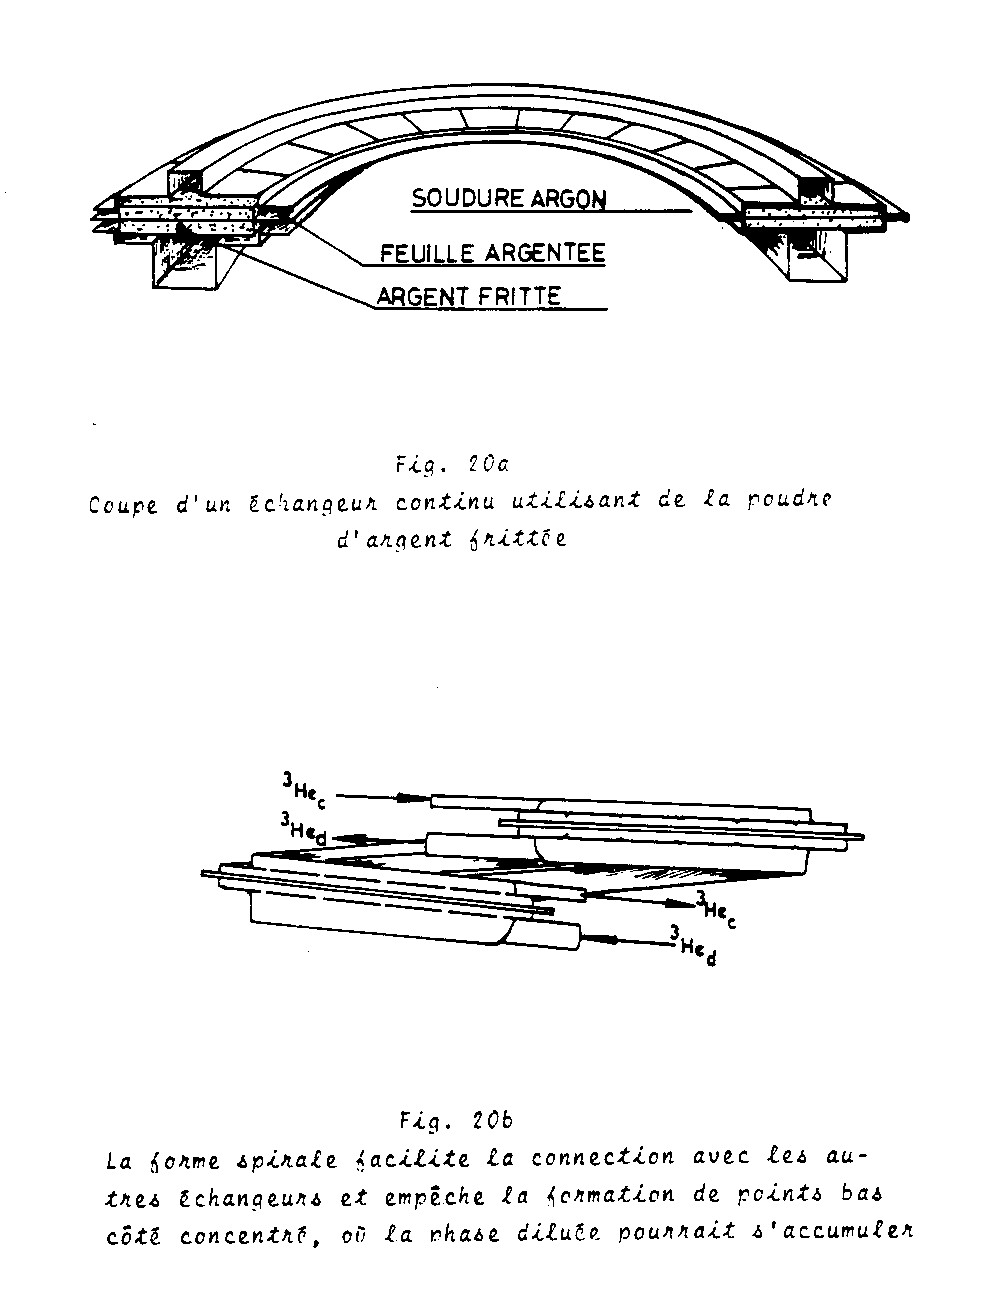 SOUDURE ARGON
FEUILLE ARGENTEE
ARGENT FRITTE
Fig. 20a
Coupe d'un échangeur continu utilisant de la poudre
d'argent frittée
³He_c
³He_d
³He_c
³He_d
Fig. 20b
La forme spirale facilite la connection avec les au-
tres échangeurs et empêche la formation de points bas
côté concentré, où la phase diluée pourrait s'accumuler